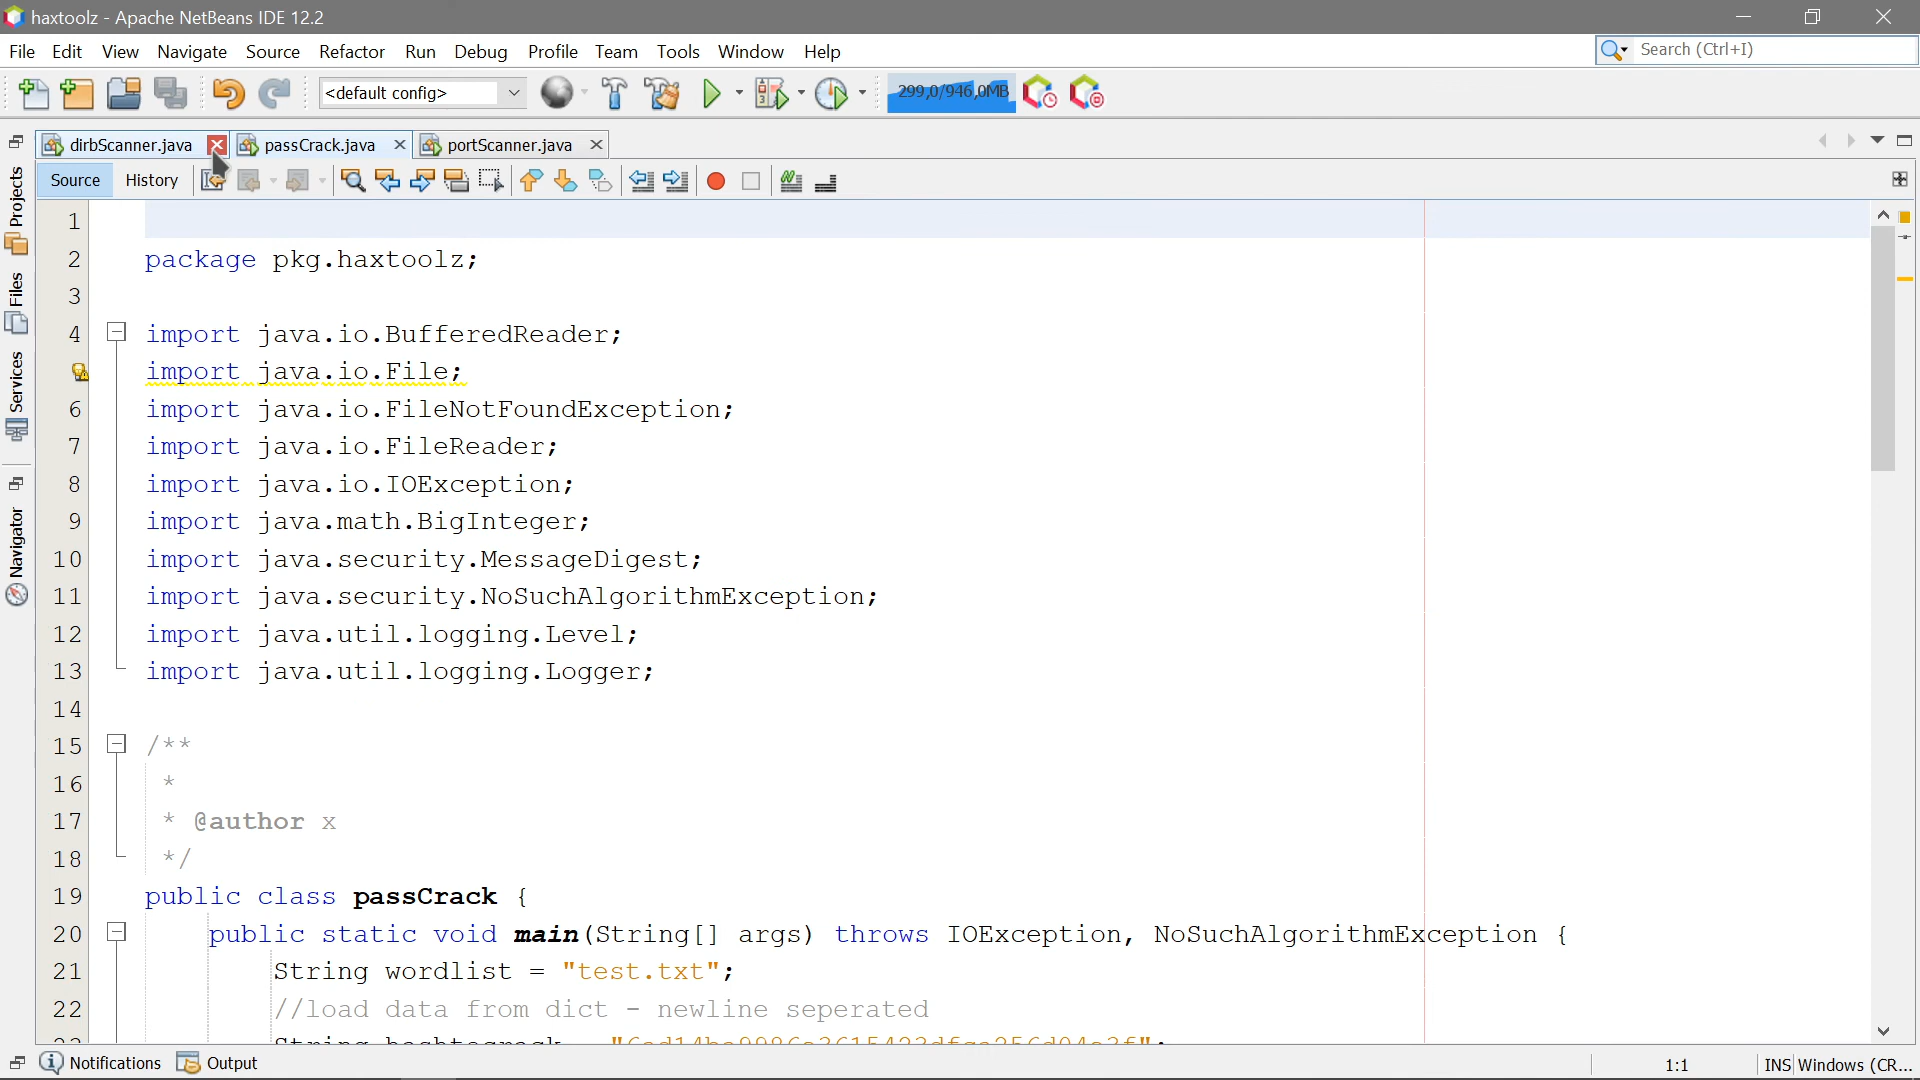 haxtoolz - Apache NetBeans IDE 12.2
File Edit View Navigate Source Refactor Run Debug Profile Team Tools Window Help
Search (Ctrl+I)
<default config>
299,0/946,0MB
dirbScanner.java
passCrack.java
portScanner.java
Source
History
Projects
Files
Services
Navigator
1
2 package pkg.haxtoolz;
3
4 import java.io.BufferedReader;
import java.io.File;
6 import java.io.FileNotFoundException;
7 import java.io.FileReader;
8 import java.io.IOException;
9 import java.math.BigInteger;
10 import java.security.MessageDigest;
11 import java.security.NoSuchAlgorithmException;
12 import java.util.logging.Level;
13 import java.util.logging.Logger;
14
15 /**
16 *
17 * @author x
18 */
19 public class passCrack {
20 public static void main(String[] args) throws IOException, NoSuchAlgorithmException {
21 String wordlist = "test.txt";
22 //load data from dict - newline seperated
Notifications
Output
1:1
INS
Windows (CR...